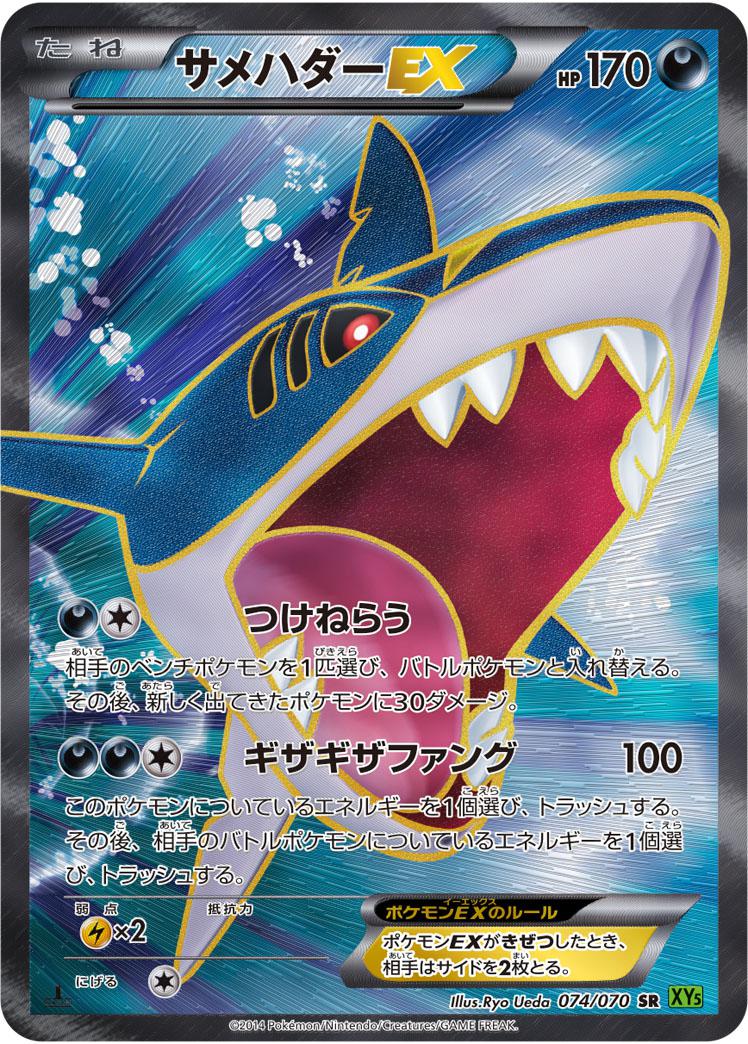 たね
サメハダーEX
HP170
つけねらう
相手のベンチポケモンを1匹選び、バトルポケモンと入れ替える。
その後、新しく出てきたポケモンに30ダメージ。
ギザギザファング 100
このポケモンについているエネルギーを1個選び、トラッシュする。
その後、相手のバトルポケモンについているエネルギーを1個選
び、トラッシュする。
弱点 抵抗力
×2
にげる
ポケモンEXのルール
ポケモンEXがきぜつしたとき、
相手はサイドを2枚とる。
Illus.Ryo Ueda 074/070 SR XY5
©2014 Pokémon/Nintendo/Creatures/GAME FREAK.